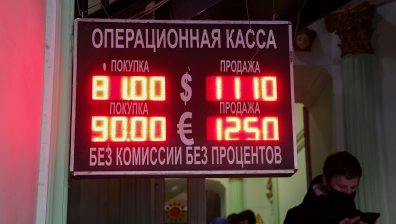 ОПЕРАЦИОННАЯ КАССА
ПОКУПКА ПРОДАЖА
81.00 $ 111.0
ПОКУПКА ПРОДАЖА
90.00 € 125.0
БЕЗ КОМИССИИ БЕЗ ПРОЦЕНТОВ